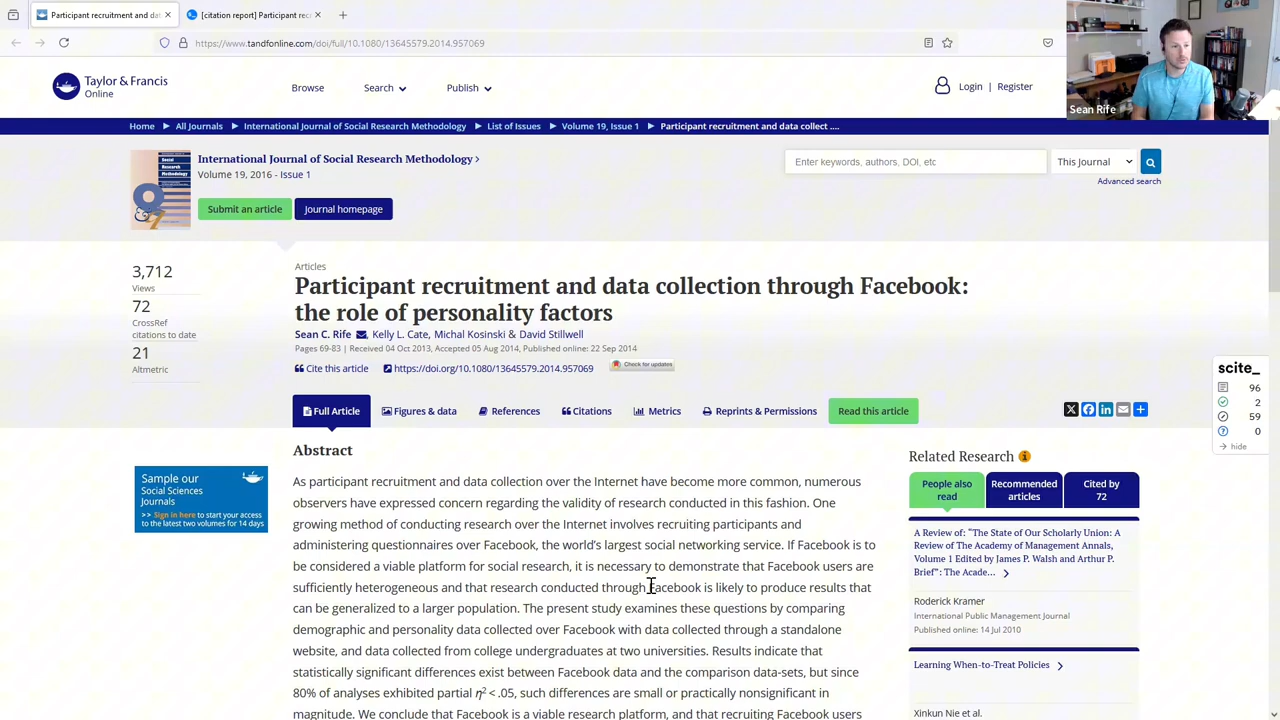 Participant recruitment and dat
[citation report] Participant rec
https://www.tandfonline.com/doi/full/10.1080/13645579.2014.957069
Taylor & Francis
Online
Browse
Search
Publish
Login | Register
Sean Rife
Home
All Journals
International Journal of Social Research Methodology
List of Issues
Volume 19, Issue 1
Participant recruitment and data collect ....
Social
Research
Methodology
International Journal of Social Research Methodology
Volume 19, 2016 - Issue 1
Enter keywords, authors, DOI, etc
This Journal
Advanced search
Submit an article
Journal homepage
3,712
Views
72
CrossRef
citations to date
21
Altmetric
Articles
Participant recruitment and data collection through Facebook:
the role of personality factors
Sean C. Rife, Kelly L. Cate, Michal Kosinski & David Stillwell
Pages 69-83 | Received 04 Oct 2013, Accepted 05 Aug 2014, Published online: 22 Sep 2014
Cite this article
https://doi.org/10.1080/13645579.2014.957069
Check for updates
Full Article
Figures & data
References
Citations
Metrics
Reprints & Permissions
Read this article
scite_
96
2
59
0
hide
Abstract
As participant recruitment and data collection over the Internet have become more common, numerous
observers have expressed concern regarding the validity of research conducted in this fashion. One
growing method of conducting research over the Internet involves recruiting participants and
administering questionnaires over Facebook, the world's largest social networking service. If Facebook is to
be considered a viable platform for social research, it is necessary to demonstrate that Facebook users are
sufficiently heterogeneous and that research conducted through Facebook is likely to produce results that
can be generalized to a larger population. The present study examines these questions by comparing
demographic and personality data collected over Facebook with data collected through a standalone
website, and data collected from college undergraduates at two universities. Results indicate that
statistically significant differences exist between Facebook data and the comparison data-sets, but since
80% of analyses exhibited partial η² < .05, such differences are small or practically nonsignificant in
magnitude. We conclude that Facebook is a viable research platform, and that recruiting Facebook users
Sample our
Social Sciences
Journals
>> Sign in here to start your access
to the latest two volumes for 14 days
Related Research
People also
read
Recommended
articles
Cited by
72
A Review of: "The State of Our Scholarly Union: A
Review of The Academy of Management Annals,
Volume 1 Edited by James P. Walsh and Arthur P.
Brief": The Acade...
Roderick Kramer
International Public Management Journal
Published online: 14 Jul 2010
Learning When-to-Treat Policies
Xinkun Nie et al.